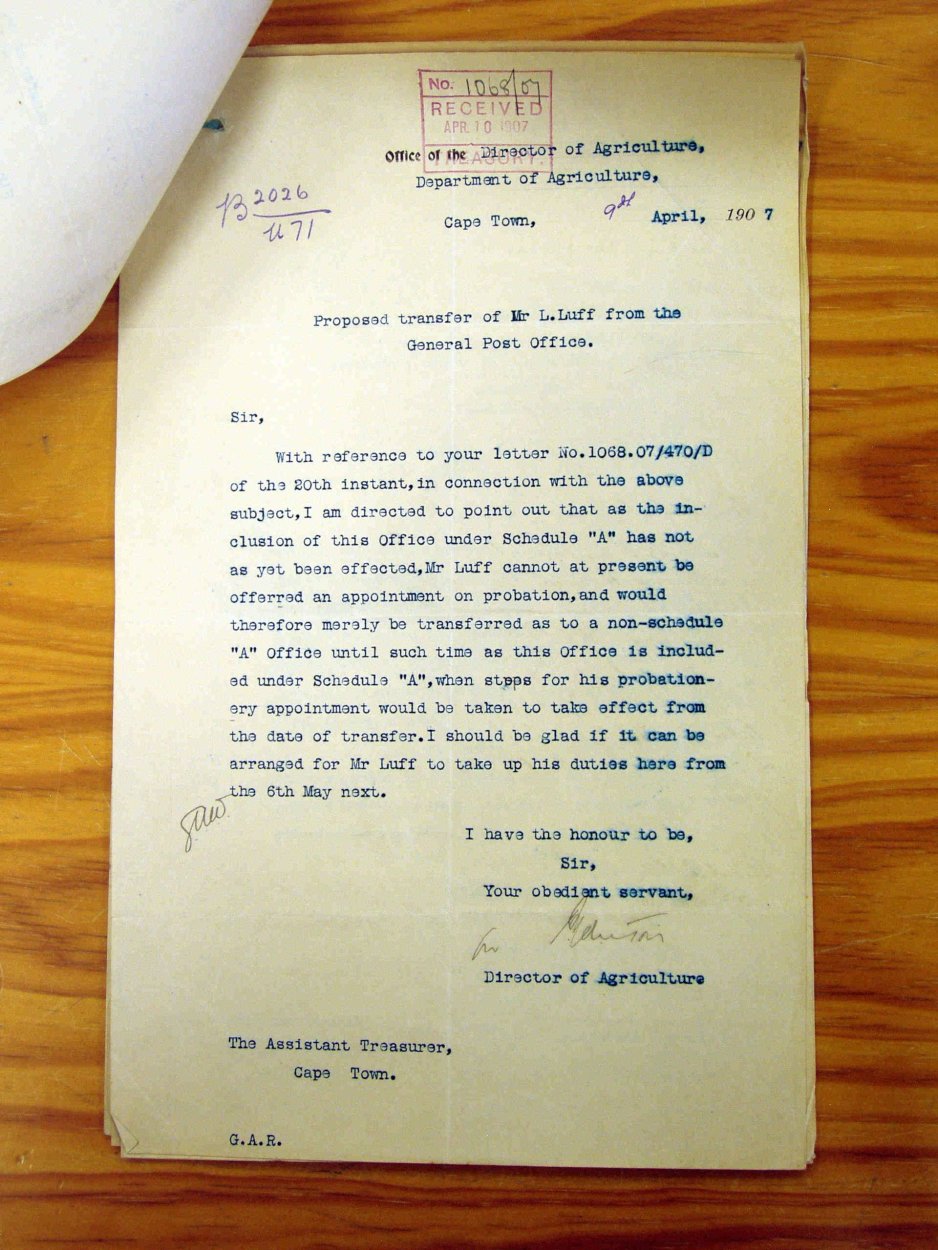 No. 1068/07
RECEIVED
APR. 10 1907
TREASURY.
Office of the Director of Agriculture,
Department of Agriculture,
B 2026
U 71
Cape Town, 9th April, 1907
Proposed transfer of Mr L.Luff from the
General Post Office.
Sir,
With reference to your letter No.1068.07/470/D
of the 20th instant,in connection with the above
subject,I am directed to point out that as the in-
clusion of this Office under Schedule "A" has not
as yet been effected,Mr Luff cannot at present be
offerred an appointment on probation,and would
therefore merely be transferred as to a non-schedule
"A" Office until such time as this Office is includ-
ed under Schedule "A",when steps for his probation-
ery appointment would be taken to take effect from
the date of transfer.I should be glad if it can be
arranged for Mr Luff to take up his duties here from
the 6th May next.
I have the honour to be,
Sir,
Your obedient servant,
for
Director of Agriculture
The Assistant Treasurer,
Cape Town.
G.A.R.